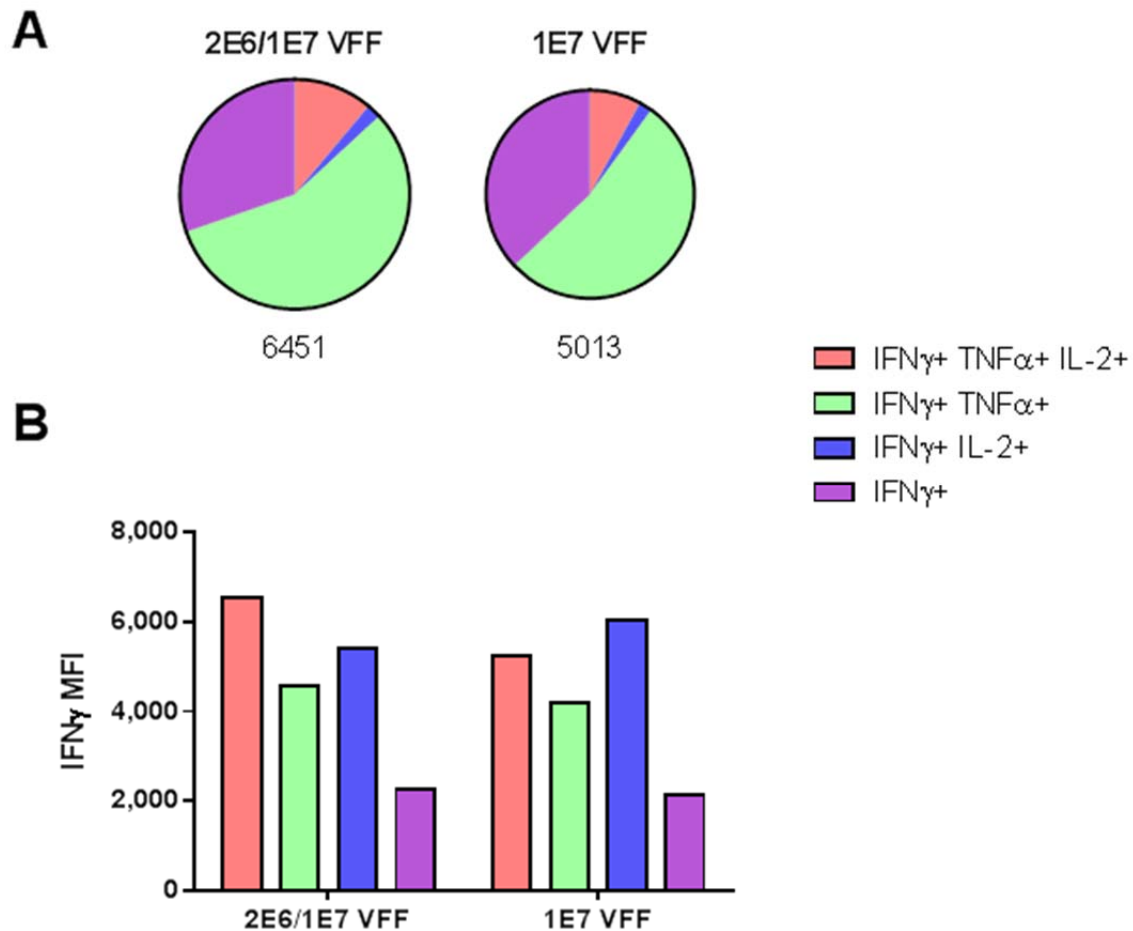 A
2E6/1E7 VFF
1E7 VFF
6451
5013
IFNγ+ TNFα+ IL-2+
IFNγ+ TNFα+
IFNγ+ IL-2+
IFNγ+
B
IFNγ MFI
8,000
6,000
4,000
2,000
0
2E6/1E7 VFF
1E7 VFF